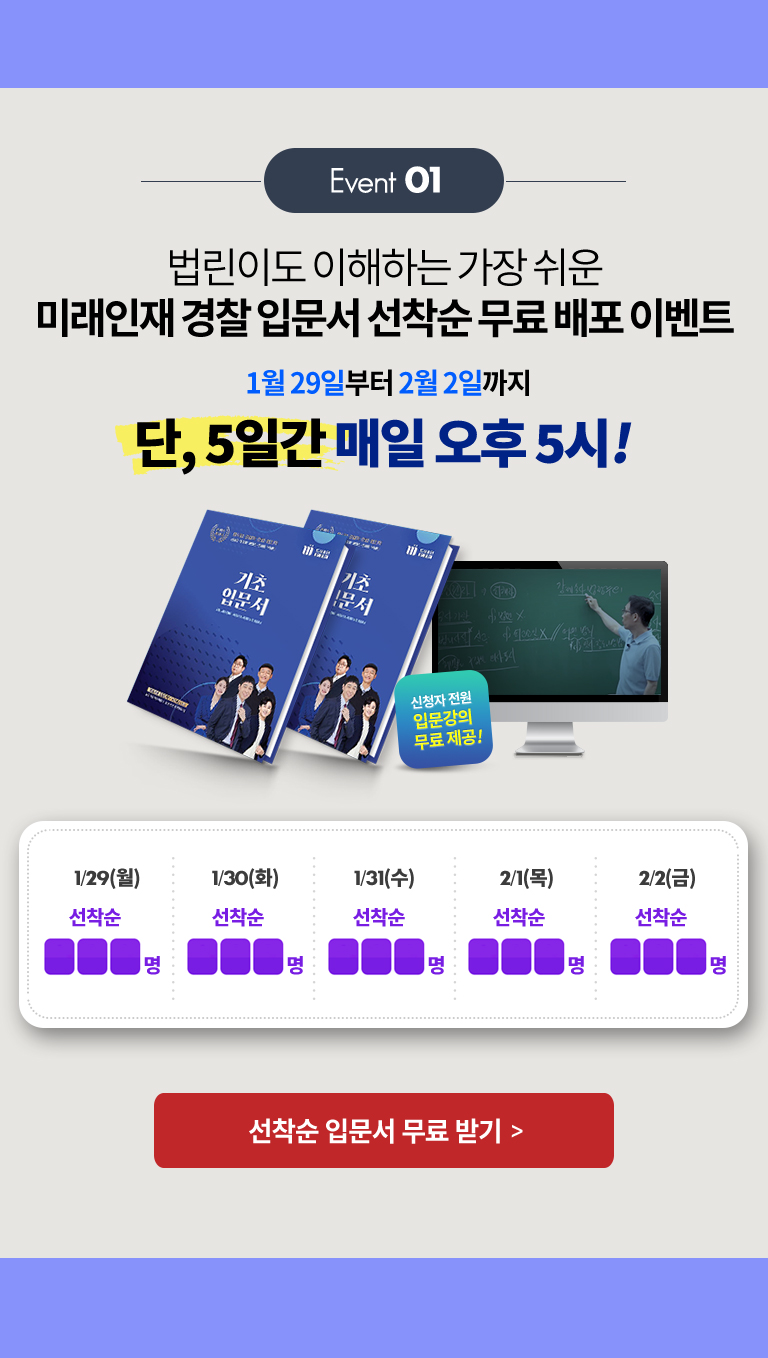 Event 01
법린이도 이해하는 가장 쉬운
미래인재 경찰 입문서 선착순 무료 배포 이벤트
1월 29일부터 2월 2일까지
단, 5일간 매일 오후 5시!
기초
입문서
기초
입문서
신청자 전원
입문강의
무료 제공!
1/29(월)
선착순
명
1/30(화)
선착순
명
1/31(수)
선착순
명
2/1(목)
선착순
명
2/2(금)
선착순
명
선착순 입문서 무료 받기 >